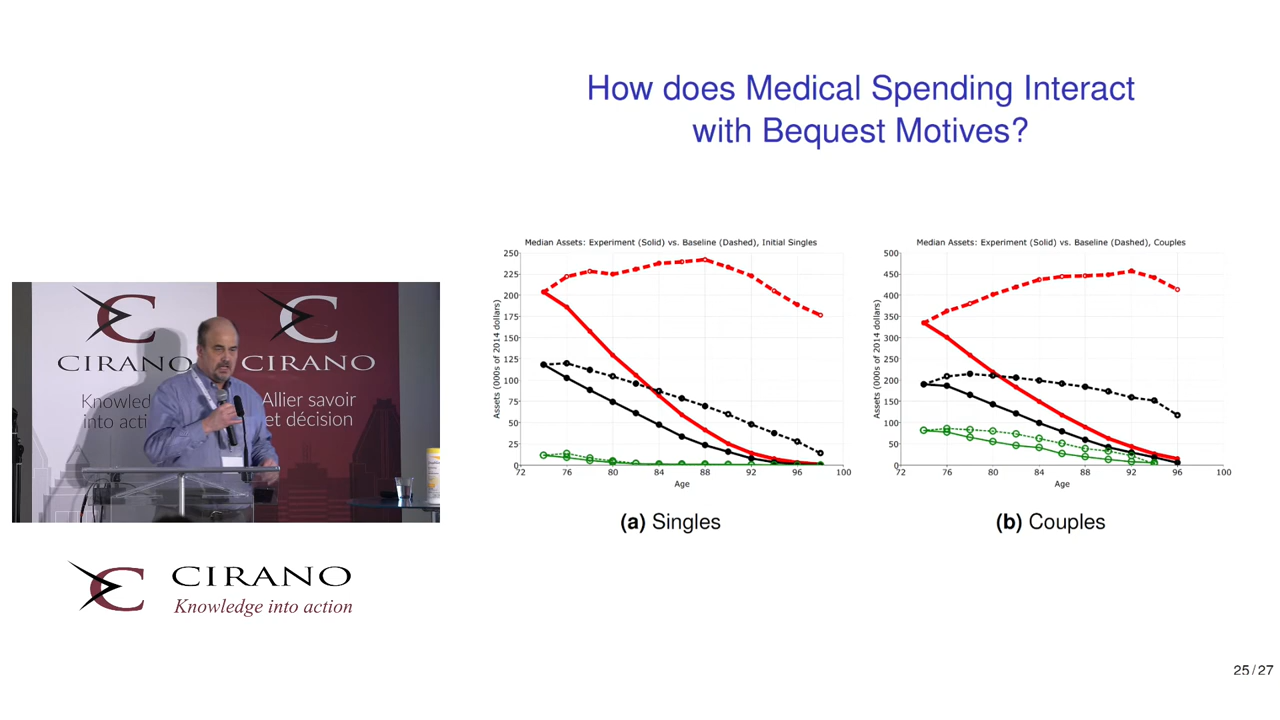 How does Medical Spending Interact
with Bequest Motives?
Median Assets: Experiment (Solid) vs. Baseline (Dashed), Initial Singles
Assets (000s of 2014 dollars)
250
225
200
175
150
125
100
75
50
25
0
72 76 80 84 88 92 96 100
Age
(a) Singles
Median Assets: Experiment (Solid) vs. Baseline (Dashed), Couples
Assets (000s of 2014 dollars)
500
450
400
350
300
250
200
150
100
50
0
72 76 80 84 88 92 96 100
Age
(b) Couples
CIRANO
CIRANO
Allier savoir
et décision
into
CIRANO
Knowledge into action
25/27